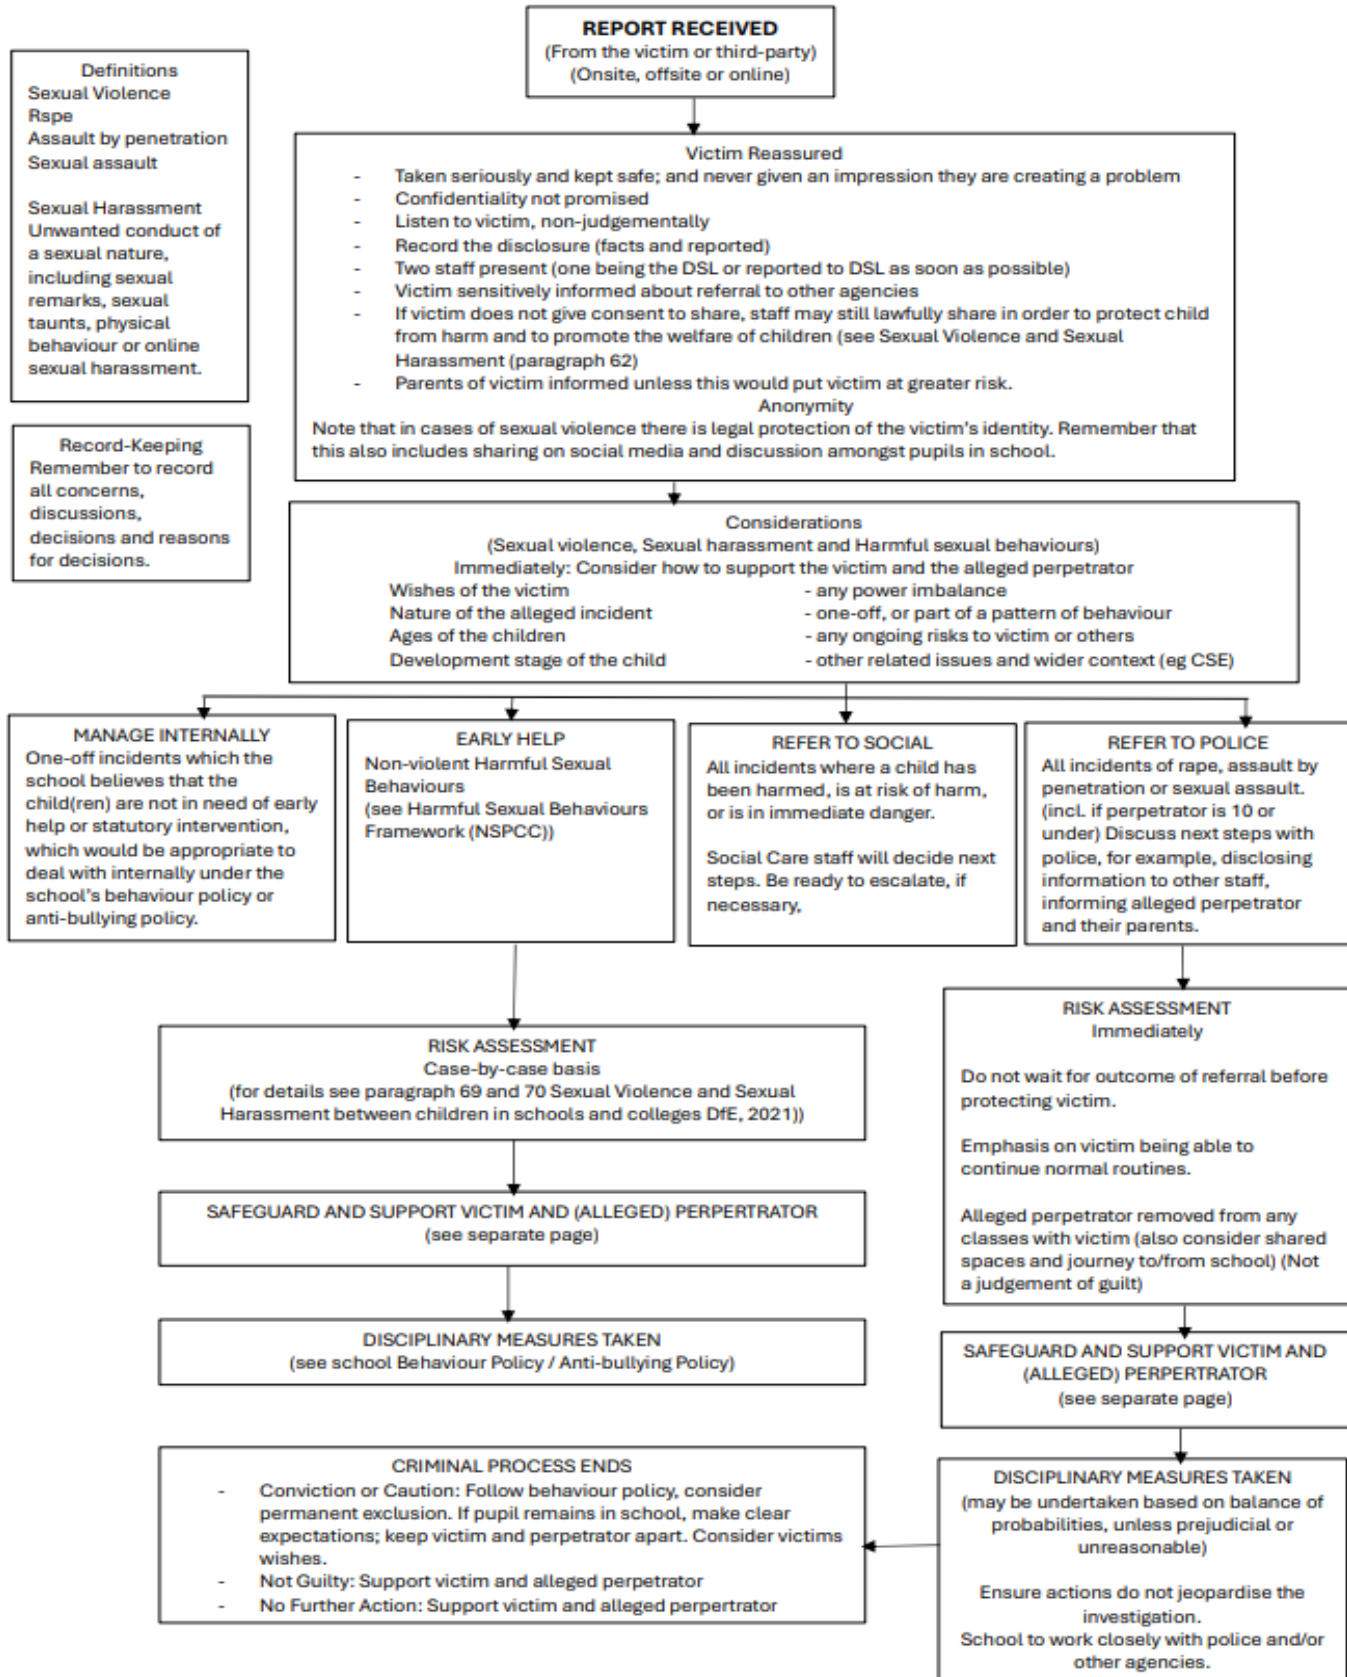 REPORT RECEIVED
(From the victim or third-party)
(Onsite, offsite or online)
Definitions
Sexual Violence
Rspe
Assault by penetration
Sexual assault
Sexual Harassment
Unwanted conduct of
a sexual nature,
including sexual
remarks, sexual
taunts, physical
behaviour or online
sexual harassment.
Record-Keeping
Remember to record
all concerns,
discussions,
decisions and reasons
for decisions.
Victim Reassured
- Taken seriously and kept safe; and never given an impression they are creating a problem
- Confidentiality not promised
- Listen to victim, non-judgementally
- Record the disclosure (facts and reported)
- Two staff present (one being the DSL or reported to DSL as soon as possible)
- Victim sensitively informed about referral to other agencies
- If victim does not give consent to share, staff may still lawfully share in order to protect child
from harm and to promote the welfare of children (see Sexual Violence and Sexual
Harassment (paragraph 62)
- Parents of victim informed unless this would put victim at greater risk.
Anonymity
Note that in cases of sexual violence there is legal protection of the victim's identity. Remember that
this also includes sharing on social media and discussion amongst pupils in school.
Considerations
(Sexual violence, Sexual harassment and Harmful sexual behaviours)
Immediately: Consider how to support the victim and the alleged perpetrator
Wishes of the victim - any power imbalance
Nature of the alleged incident - one-off, or part of a pattern of behaviour
Ages of the children - any ongoing risks to victim or others
Development stage of the child - other related issues and wider context (eg CSE)
MANAGE INTERNALLY
One-off incidents which the
school believes that the
child(ren) are not in need of early
help or statutory intervention,
which would be appropriate to
deal with internally under the
school's behaviour policy or
anti-bullying policy.
EARLY HELP
Non-violent Harmful Sexual
Behaviours
(see Harmful Sexual Behaviours
Framework (NSPCC))
REFER TO SOCIAL
All incidents where a child has
been harmed, is at risk of harm,
or is in immediate danger.
Social Care staff will decide next
steps. Be ready to escalate, if
necessary,
REFER TO POLICE
All incidents of rape, assault by
penetration or sexual assault.
(incl. if perpetrator is 10 or
under) Discuss next steps with
police, for example, disclosing
information to other staff,
informing alleged perpetrator
and their parents.
RISK ASSESSMENT
Case-by-case basis
(for details see paragraph 69 and 70 Sexual Violence and Sexual
Harassment between children in schools and colleges DfE, 2021))
SAFEGUARD AND SUPPORT VICTIM AND (ALLEGED) PERPERTRATOR
(see separate page)
DISCIPLINARY MEASURES TAKEN
(see school Behaviour Policy / Anti-bullying Policy)
RISK ASSESSMENT
Immediately
Do not wait for outcome of referral before
protecting victim.
Emphasis on victim being able to
continue normal routines.
Alleged perpetrator removed from any
classes with victim (also consider shared
spaces and journey to/from school) (Not
a judgement of guilt)
SAFEGUARD AND SUPPORT VICTIM AND
(ALLEGED) PERPERTRATOR
(see separate page)
DISCIPLINARY MEASURES TAKEN
(may be undertaken based on balance of
probabilities, unless prejudicial or
unreasonable)
Ensure actions do not jeopardise the
investigation.
School to work closely with police and/or
other agencies.
CRIMINAL PROCESS ENDS
- Conviction or Caution: Follow behaviour policy, consider
permanent exclusion. If pupil remains in school, make clear
expectations; keep victim and perpetrator apart. Consider victims
wishes.
- Not Guilty: Support victim and alleged perpetrator
- No Further Action: Support victim and alleged perpertrator